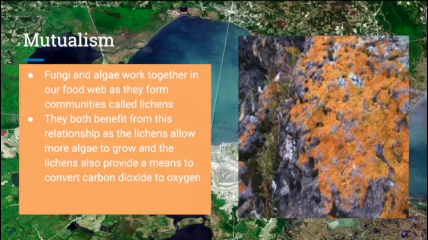 Mutualism
● Fungi and algae work together in
our food web as they form
communities called lichens
● They both benefit from this
relationship as the lichens allow
more algae to grow and the
lichens also provide a means to
convert carbon dioxide to oxygen